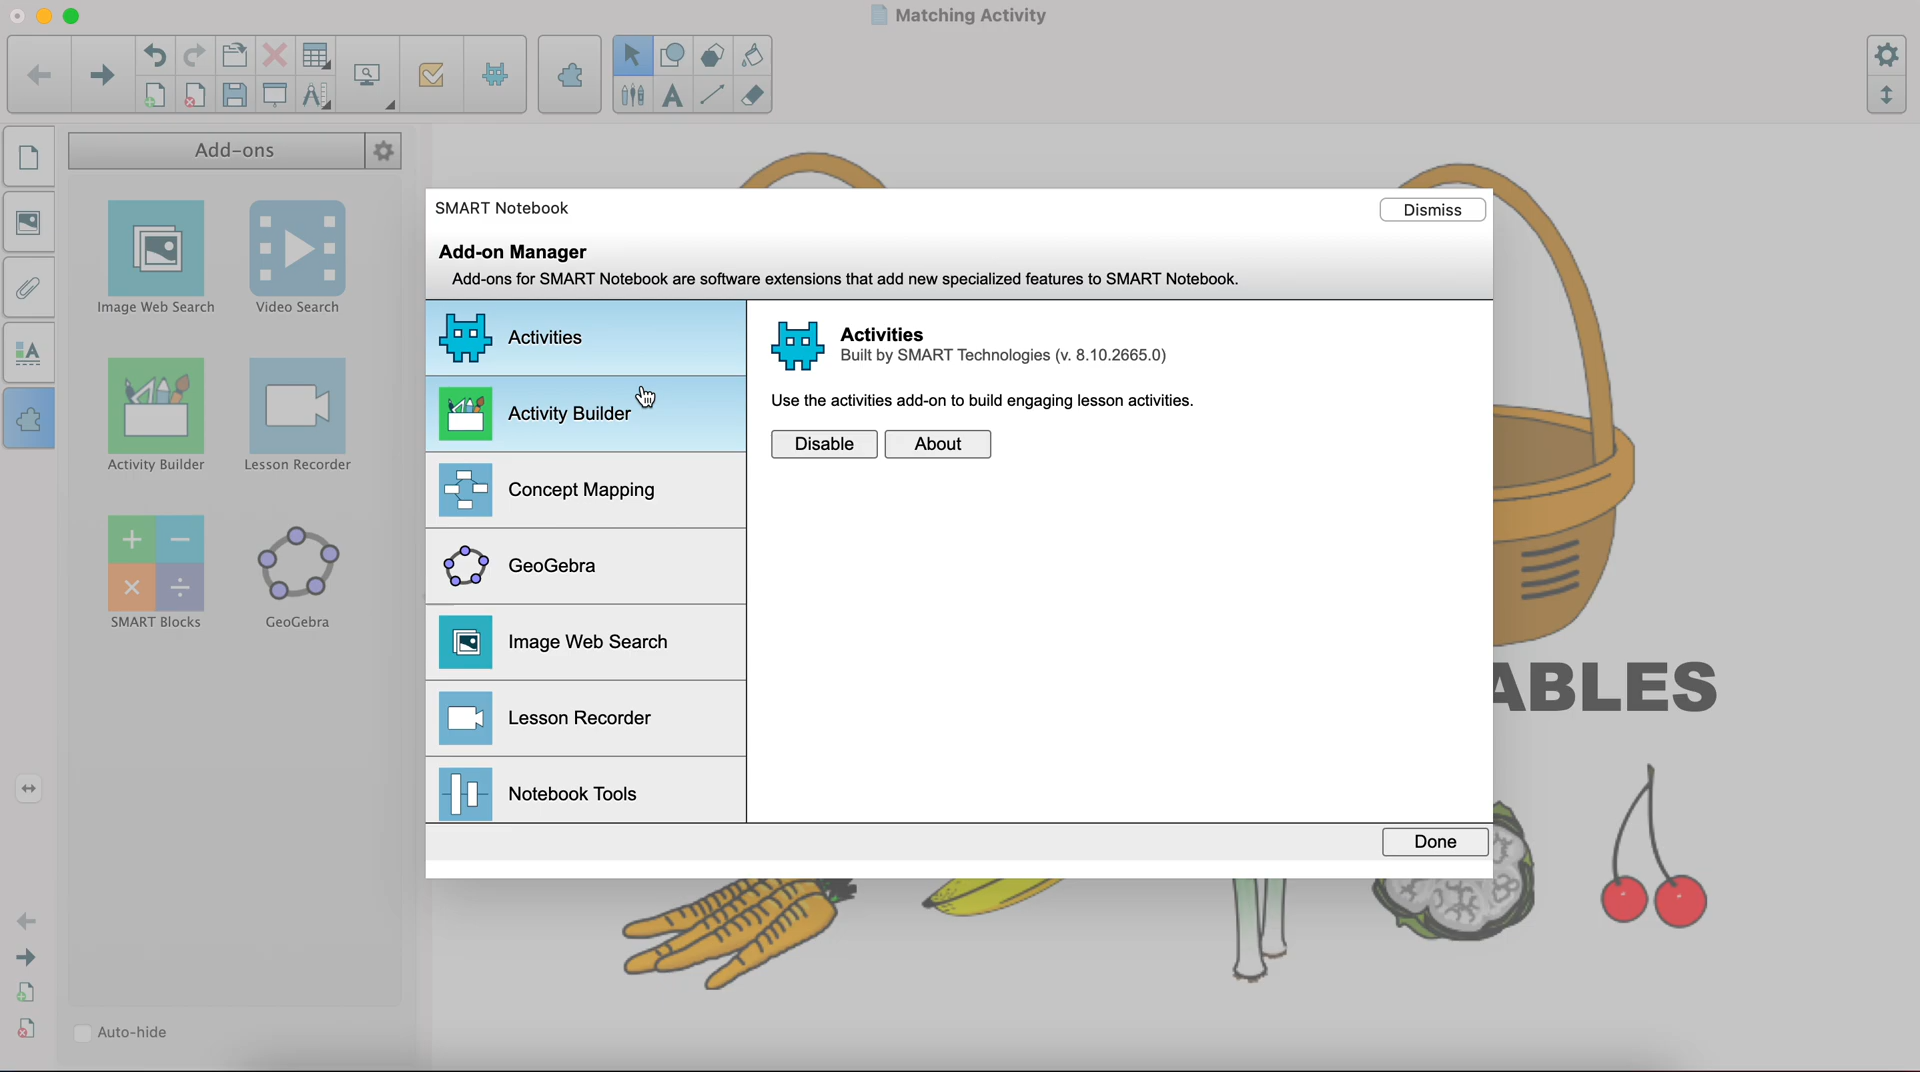 Matching Activity
Add-ons
Image Web Search
Video Search
Activity Builder
Lesson Recorder
SMART Blocks
GeoGebra
Auto-hide
SMART Notebook
Dismiss
Add-on Manager
Add-ons for SMART Notebook are software extensions that add new specialized features to SMART Notebook.
Activities
Activity Builder
Concept Mapping
GeoGebra
Image Web Search
Lesson Recorder
Notebook Tools
Activities
Built by SMART Technologies (v. 8.10.2665.0)
Use the activities add-on to build engaging lesson activities.
Disable
About
Done
ABLES